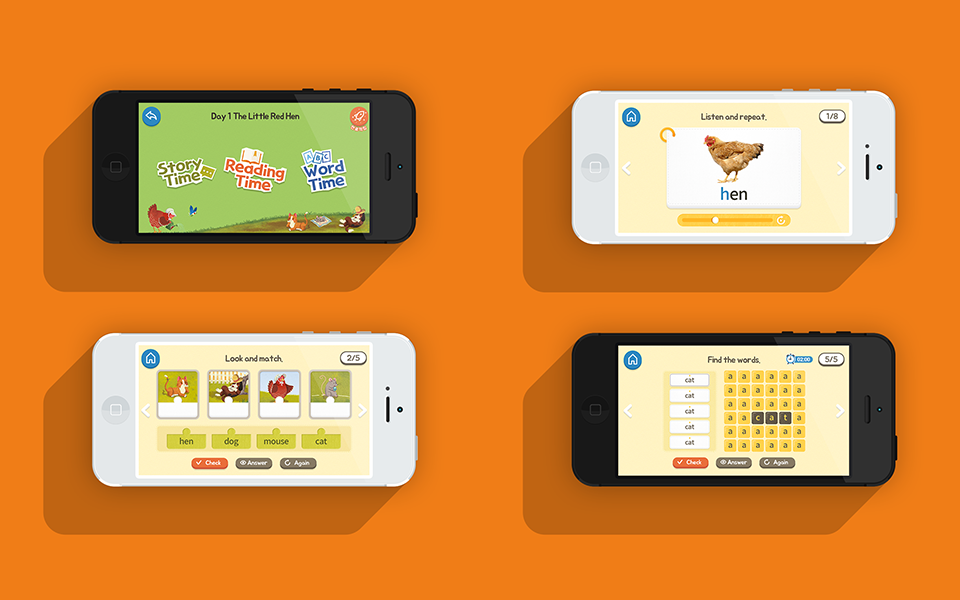 Day 1 The Little Red Hen
Story
Time
Reading
Time
ABC
Word
Time
Listen and repeat.
1/8
hen
Look and match.
2/5
hen
dog
mouse
cat
Check
Answer
Again
Find the words.
02:00
5/5
cat
cat
cat
cat
cat
a a a a a a
a a a a a a
a a a a a a
a a c a t a
a a a a a a
a a a a a a
Check
Answer
Again